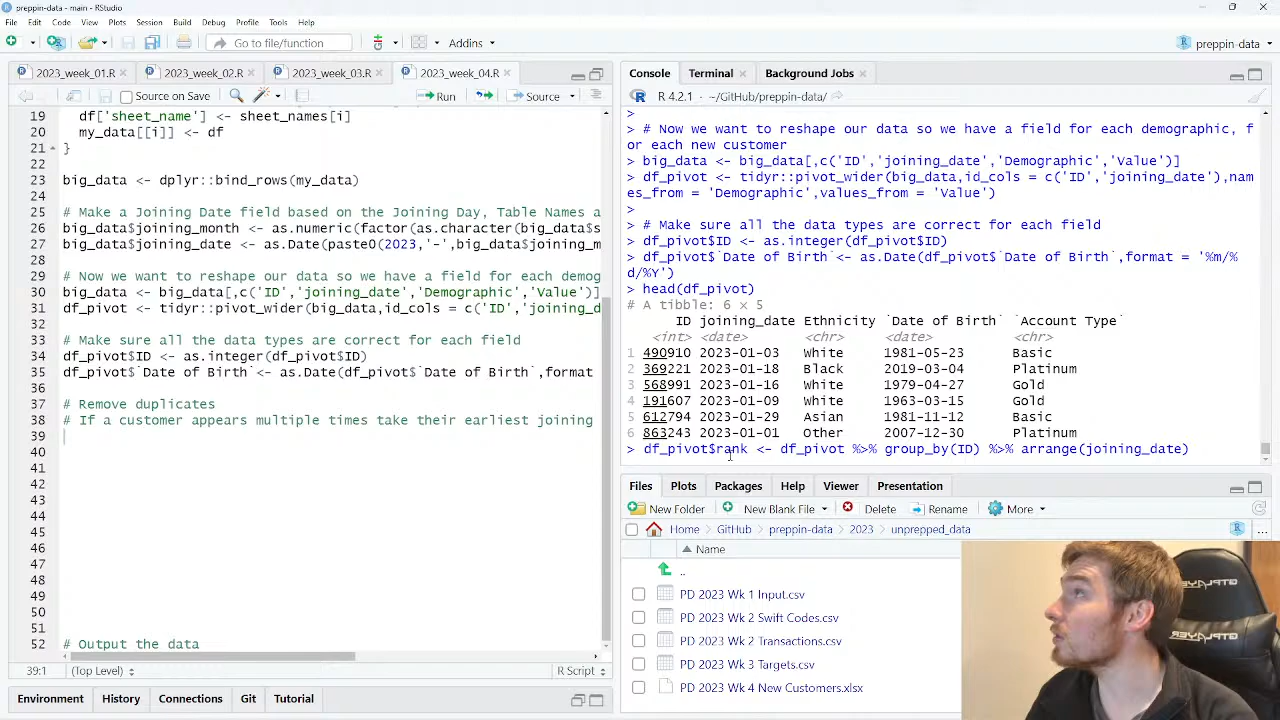 preppin-data - main - RStudio
File Edit Code View Plots Session Build Debug Profile Tools Help
Go to file/function
Addins
preppin-data
2023_week_01.R
2023_week_02.R
2023_week_03.R
2023_week_04.R
Source on Save
Run
Source
19 df['sheet_name'] <- sheet_names[i]
20 my_data[[i]] <- df
21 }
22
23 big_data <- dplyr::bind_rows(my_data)
24
25 # Make a Joining Date field based on the Joining Day, Table Names a
26 big_data$joining_month <- as.numeric(factor(as.character(big_data$s
27 big_data$joining_date <- as.Date(paste0(2023,'-',big_data$joining_m
28
29 # Now we want to reshape our data so we have a field for each demog
30 big_data <- big_data[,c('ID','joining_date','Demographic','Value')]
31 df_pivot <- tidyr::pivot_wider(big_data,id_cols = c('ID','joining_d
32
33 # Make sure all the data types are correct for each field
34 df_pivot$ID <- as.integer(df_pivot$ID)
35 df_pivot$`Date of Birth`<- as.Date(df_pivot$`Date of Birth`,format
36
37 # Remove duplicates
38 # If a customer appears multiple times take their earliest joining
39
40
41
42
43
44
45
46
47
48
49
50
51
52 # Output the data
39:1
(Top Level)
R Script
Environment History Connections Git Tutorial
Console Terminal Background Jobs
R 4.2.1 · ~/GitHub/preppin-data/
>
> # Now we want to reshape our data so we have a field for each demographic, f
or each new customer
> big_data <- big_data[,c('ID','joining_date','Demographic','Value')]
> df_pivot <- tidyr::pivot_wider(big_data,id_cols = c('ID','joining_date'),nam
es_from = 'Demographic',values_from = 'Value')
>
> # Make sure all the data types are correct for each field
> df_pivot$ID <- as.integer(df_pivot$ID)
> df_pivot$`Date of Birth`<- as.Date(df_pivot$`Date of Birth`,format = '%m/%
d/%Y')
> head(df_pivot)
# A tibble: 6 × 5
ID joining_date Ethnicity `Date of Birth` `Account Type`
<int> <date> <chr> <date> <chr>
1 490910 2023-01-03 White 1981-05-23 Basic
2 369221 2023-01-18 Black 2019-03-04 Platinum
3 568991 2023-01-16 White 1979-04-27 Gold
4 191607 2023-01-09 White 1963-03-15 Gold
5 612794 2023-01-29 Asian 1981-11-12 Basic
6 863243 2023-01-01 Other 2007-12-30 Platinum
> df_pivot$rank <- df_pivot %>% group_by(ID) %>% arrange(joining_date)
Files Plots Packages Help Viewer Presentation
New Folder New Blank File Delete Rename More
Home GitHub preppin-data 2023 unprepped_data
Name
..
PD 2023 Wk 1 Input.csv
PD 2023 Wk 2 Swift Codes.csv
PD 2023 Wk 2 Transactions.csv
PD 2023 Wk 3 Targets.csv
PD 2023 Wk 4 New Customers.xlsx
GTPLAYER
GTPLAYER